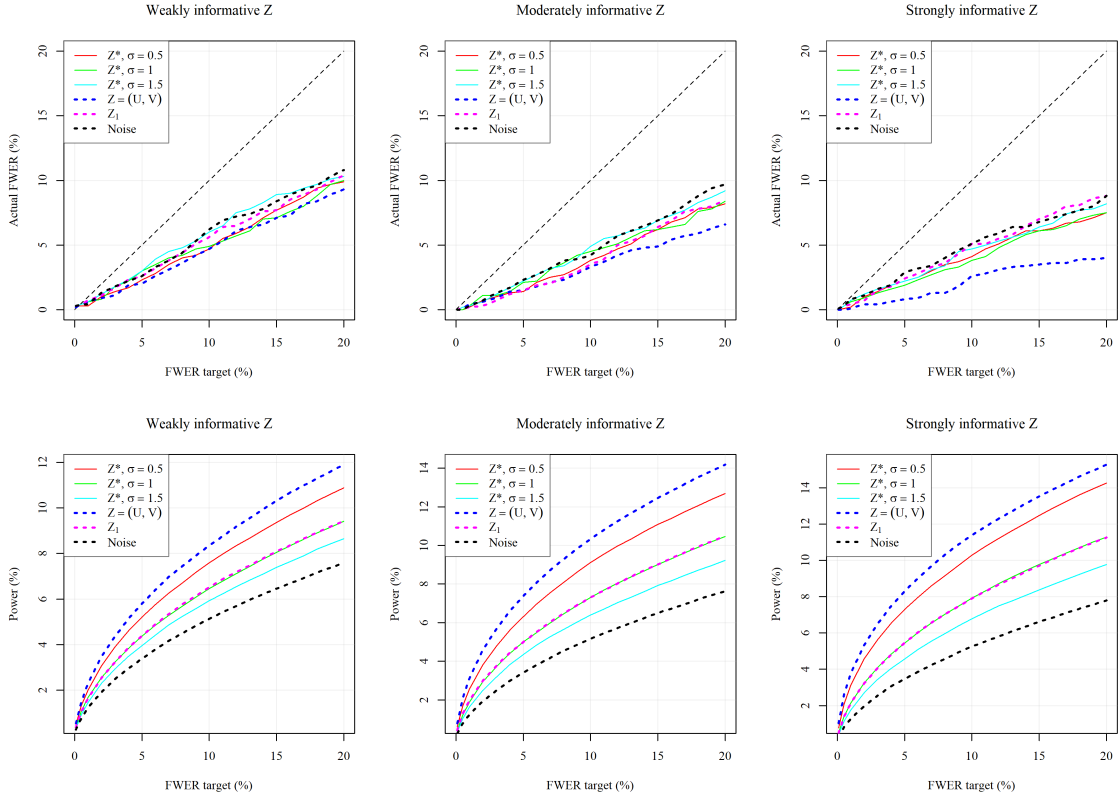 Weakly informative Z
Moderately informative Z
Strongly informative Z
Z*, σ = 0.5
Z*, σ = 1
Z*, σ = 1.5
Z = (U, V)
Z₁
Noise
Actual FWER (%)
0
5
10
15
20
0 5 10 15 20
FWER target (%)
Z*, σ = 0.5
Z*, σ = 1
Z*, σ = 1.5
Z = (U, V)
Z₁
Noise
Actual FWER (%)
0
5
10
15
20
0 5 10 15 20
FWER target (%)
Z*, σ = 0.5
Z*, σ = 1
Z*, σ = 1.5
Z = (U, V)
Z₁
Noise
Actual FWER (%)
0
5
10
15
20
0 5 10 15 20
FWER target (%)
Weakly informative Z
Moderately informative Z
Strongly informative Z
Z*, σ = 0.5
Z*, σ = 1
Z*, σ = 1.5
Z = (U, V)
Z₁
Noise
Power (%)
2
4
6
8
10
12
0 5 10 15 20
FWER target (%)
Z*, σ = 0.5
Z*, σ = 1
Z*, σ = 1.5
Z = (U, V)
Z₁
Noise
Power (%)
2
4
6
8
10
12
14
0 5 10 15 20
FWER target (%)
Z*, σ = 0.5
Z*, σ = 1
Z*, σ = 1.5
Z = (U, V)
Z₁
Noise
Power (%)
2
4
6
8
10
12
14
0 5 10 15 20
FWER target (%)